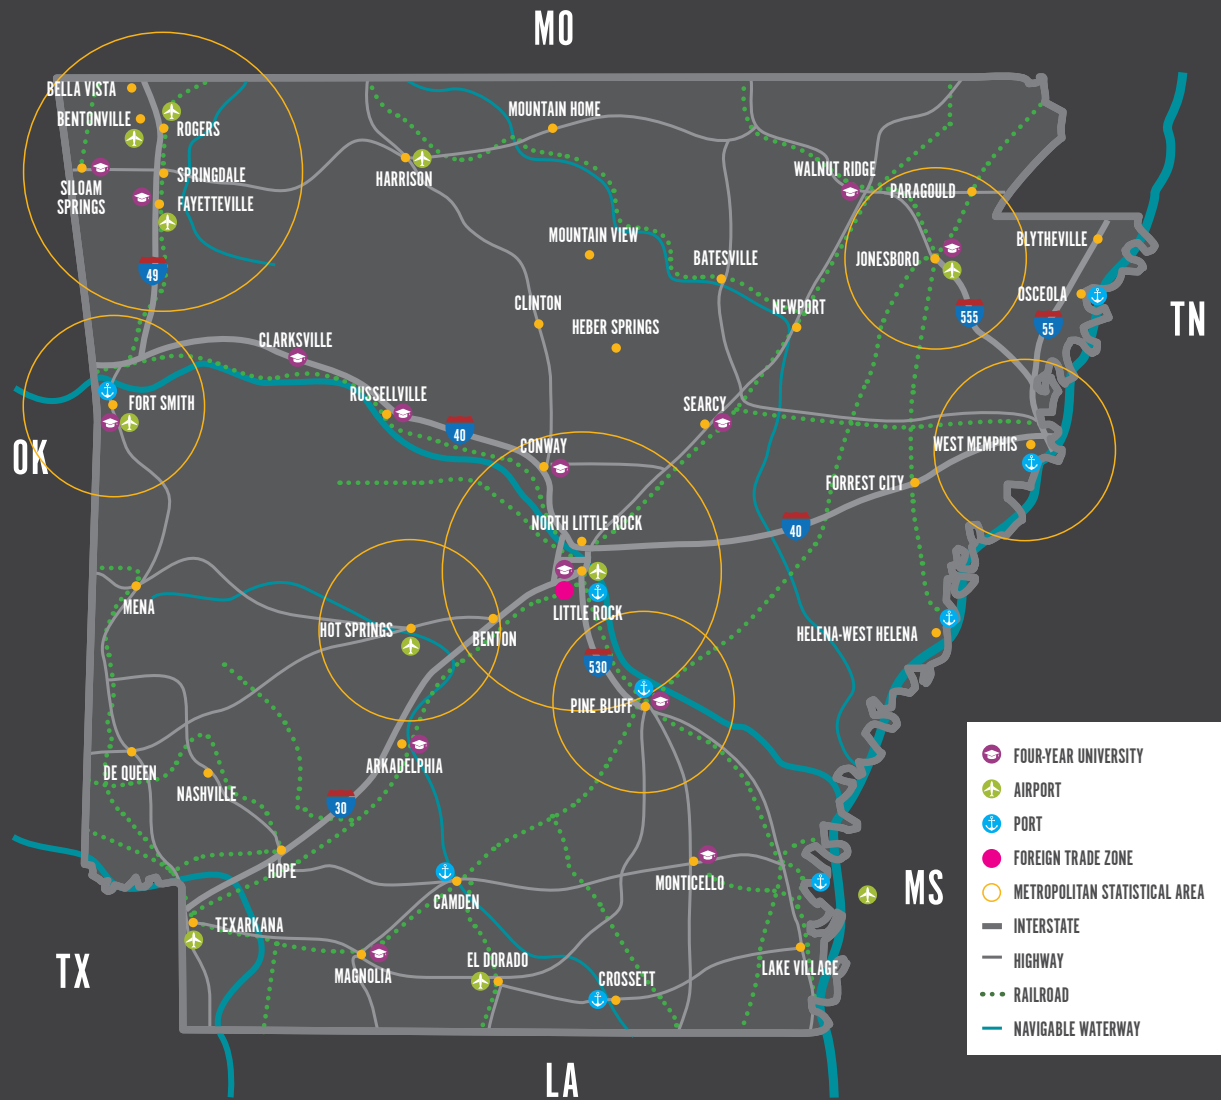 MO
BELLA VISTA
BENTONVILLE
ROGERS
SILOAM
SPRINGS
SPRINGDALE
FAYETTEVILLE
49
HARRISON
MOUNTAIN HOME
WALNUT RIDGE
PARAGOULD
MOUNTAIN VIEW
BATESVILLE
JONESBORO
BLYTHEVILLE
OSCEOLA
555
55
TN
CLINTON
HEBER SPRINGS
NEWPORT
CLARKSVILLE
FORT SMITH
RUSSELLVILLE
40
SEARCY
OK
CONWAY
WEST MEMPHIS
FORREST CITY
NORTH LITTLE ROCK
40
LITTLE ROCK
MENA
HOT SPRINGS
BENTON
HELENA-WEST HELENA
530
PINE BLUFF
DE QUEEN
NASHVILLE
ARKADELPHIA
30
HOPE
CAMDEN
MONTICELLO
MS
TEXARKANA
TX
MAGNOLIA
EL DORADO
CROSSETT
LAKE VILLAGE
LA
FOUR-YEAR UNIVERSITY
AIRPORT
PORT
FOREIGN TRADE ZONE
METROPOLITAN STATISTICAL AREA
INTERSTATE
HIGHWAY
RAILROAD
NAVIGABLE WATERWAY